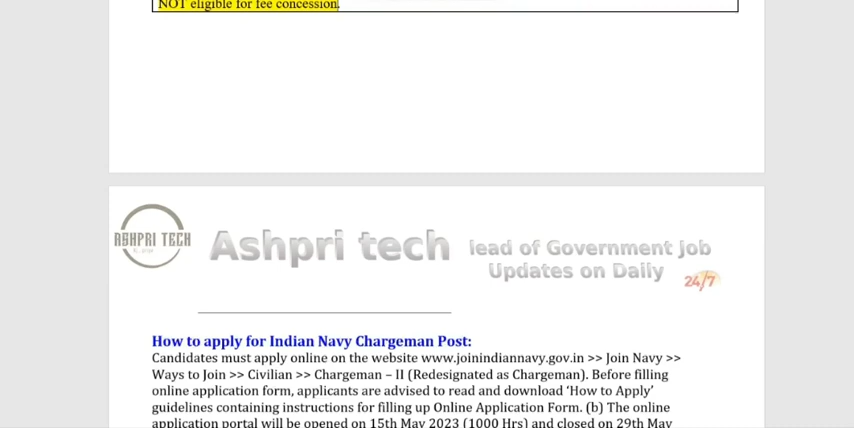 NOT eligible for fee concession.
ASHPRI TECH
Ashpri tech
lead of Government Job
Updates on Daily
24/7
How to apply for Indian Navy Chargeman Post:
Candidates must apply online on the website www.joinindiannavy.gov.in >> Join Navy >>
Ways to Join >> Civilian >> Chargeman – II (Redesignated as Chargeman). Before filling
online application form, applicants are advised to read and download ‘How to Apply’
guidelines containing instructions for filling up Online Application Form. (b) The online
application portal will be opened on 15th May 2023 (1000 Hrs) and closed on 29th May